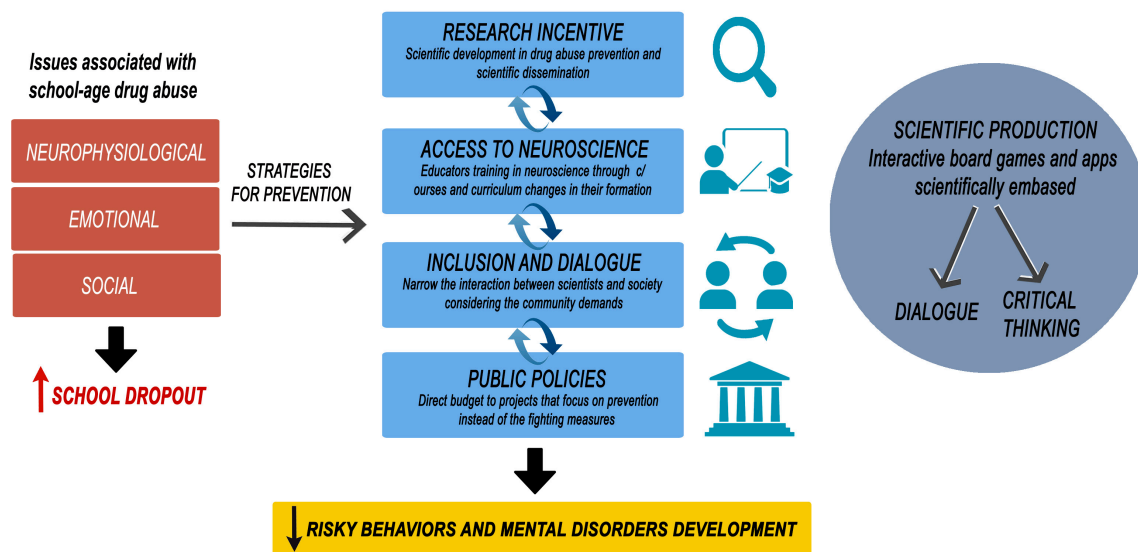 Issues associated with
school-age drug abuse
NEUROPHYSIOLOGICAL
EMOTIONAL
SOCIAL
SCHOOL DROPOUT
STRATEGIES
FOR PREVENTION
RESEARCH INCENTIVE
Scientific development in drug abuse prevention and
scientific dissemination
ACCESS TO NEUROSCIENCE
Educators training in neuroscience through c/
ourses and curriculum changes in their formation
INCLUSION AND DIALOGUE
Narrow the interaction between scientists and society
considering the community demands
PUBLIC POLICIES
Direct budget to projects that focus on prevention
instead of the fighting measures
RISKY BEHAVIORS AND MENTAL DISORDERS DEVELOPMENT
SCIENTIFIC PRODUCTION
Interactive board games and apps
scientifically embased
DIALOGUE
CRITICAL
THINKING